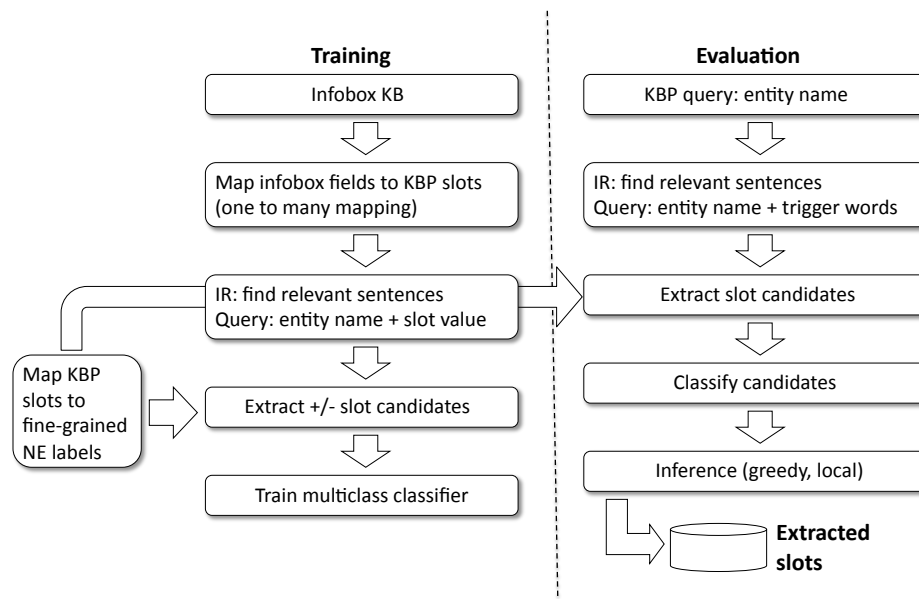 Training
Infobox KB
Map infobox fields to KBP slots
(one to many mapping)
IR: find relevant sentences
Query: entity name + slot value
Map KBP
slots to
fine-grained
NE labels
Extract +/- slot candidates
Train multiclass classifier
Evaluation
KBP query: entity name
IR: find relevant sentences
Query: entity name + trigger words
Extract slot candidates
Classify candidates
Inference (greedy, local)
Extracted
slots